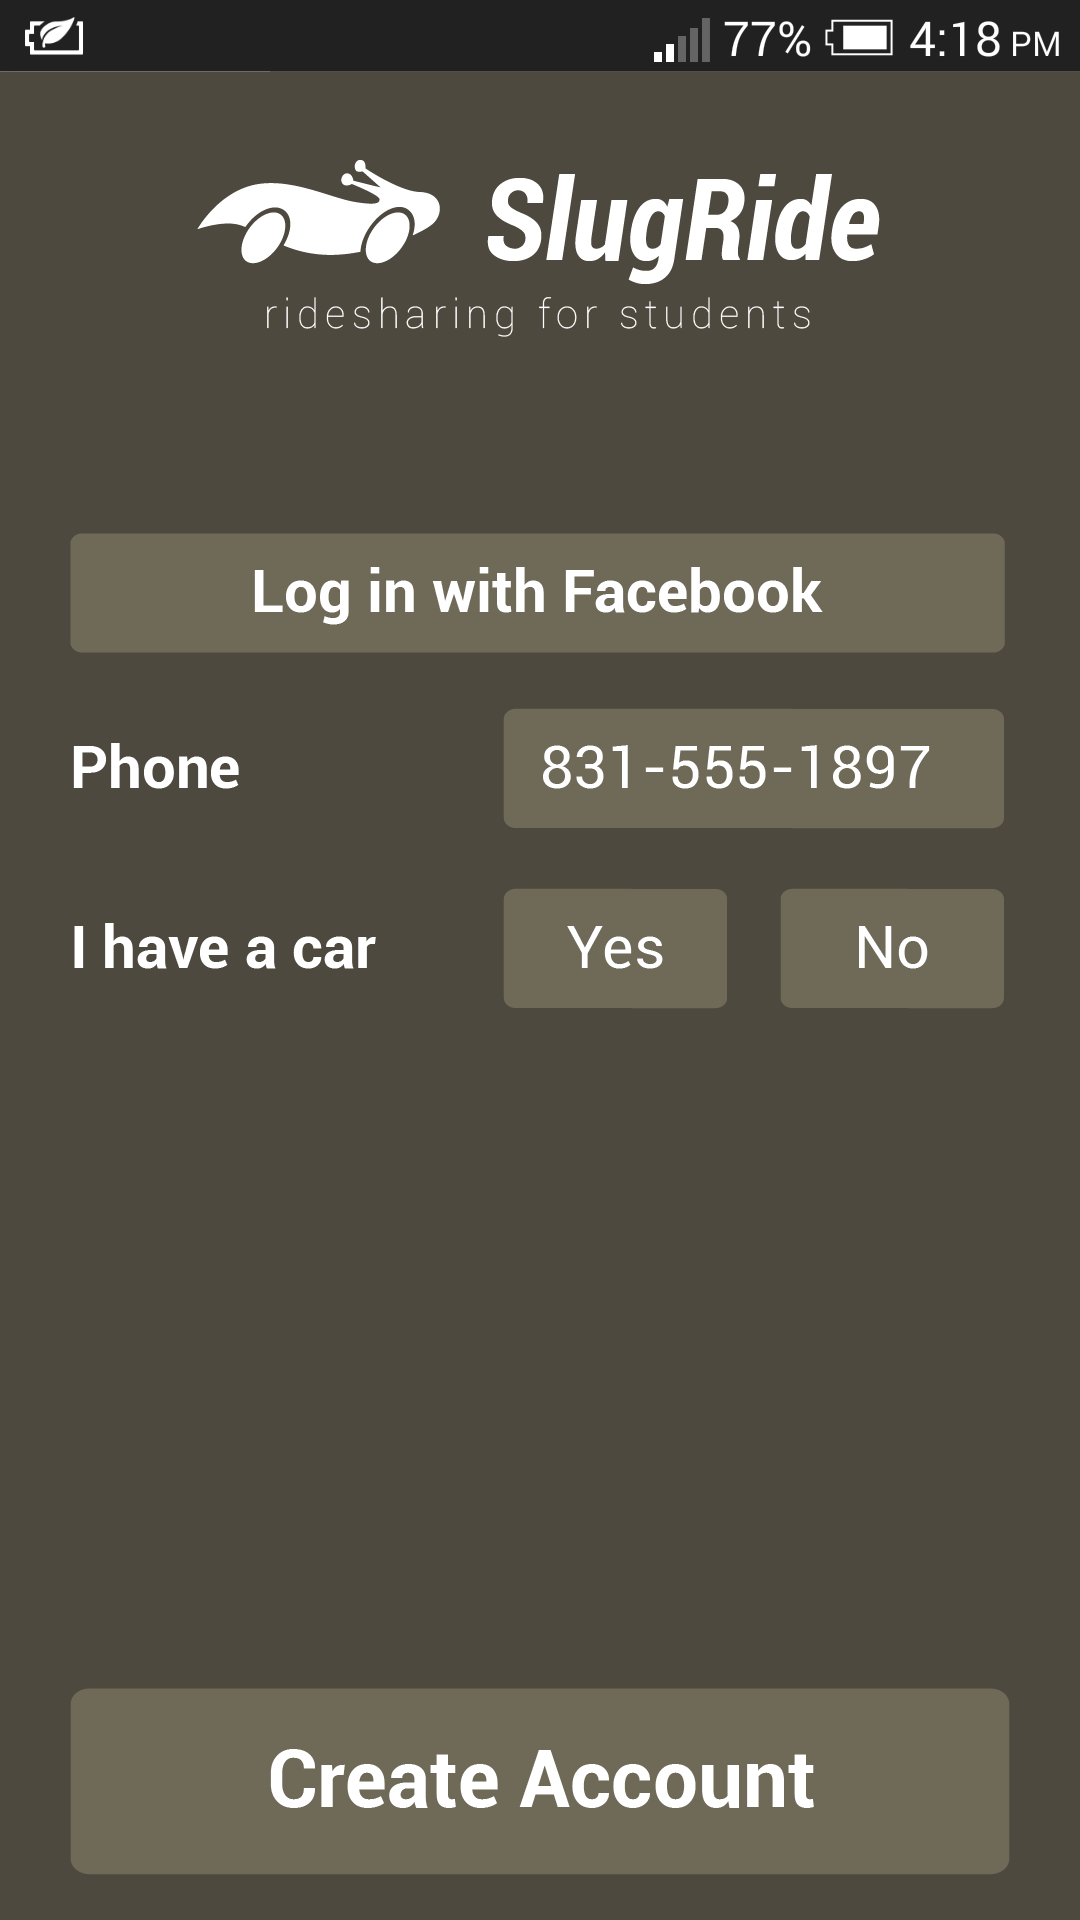 77% 4:18 PM
SlugRide
ridesharing for students
Log in with Facebook
Phone 831-555-1897
I have a car Yes No
Create Account